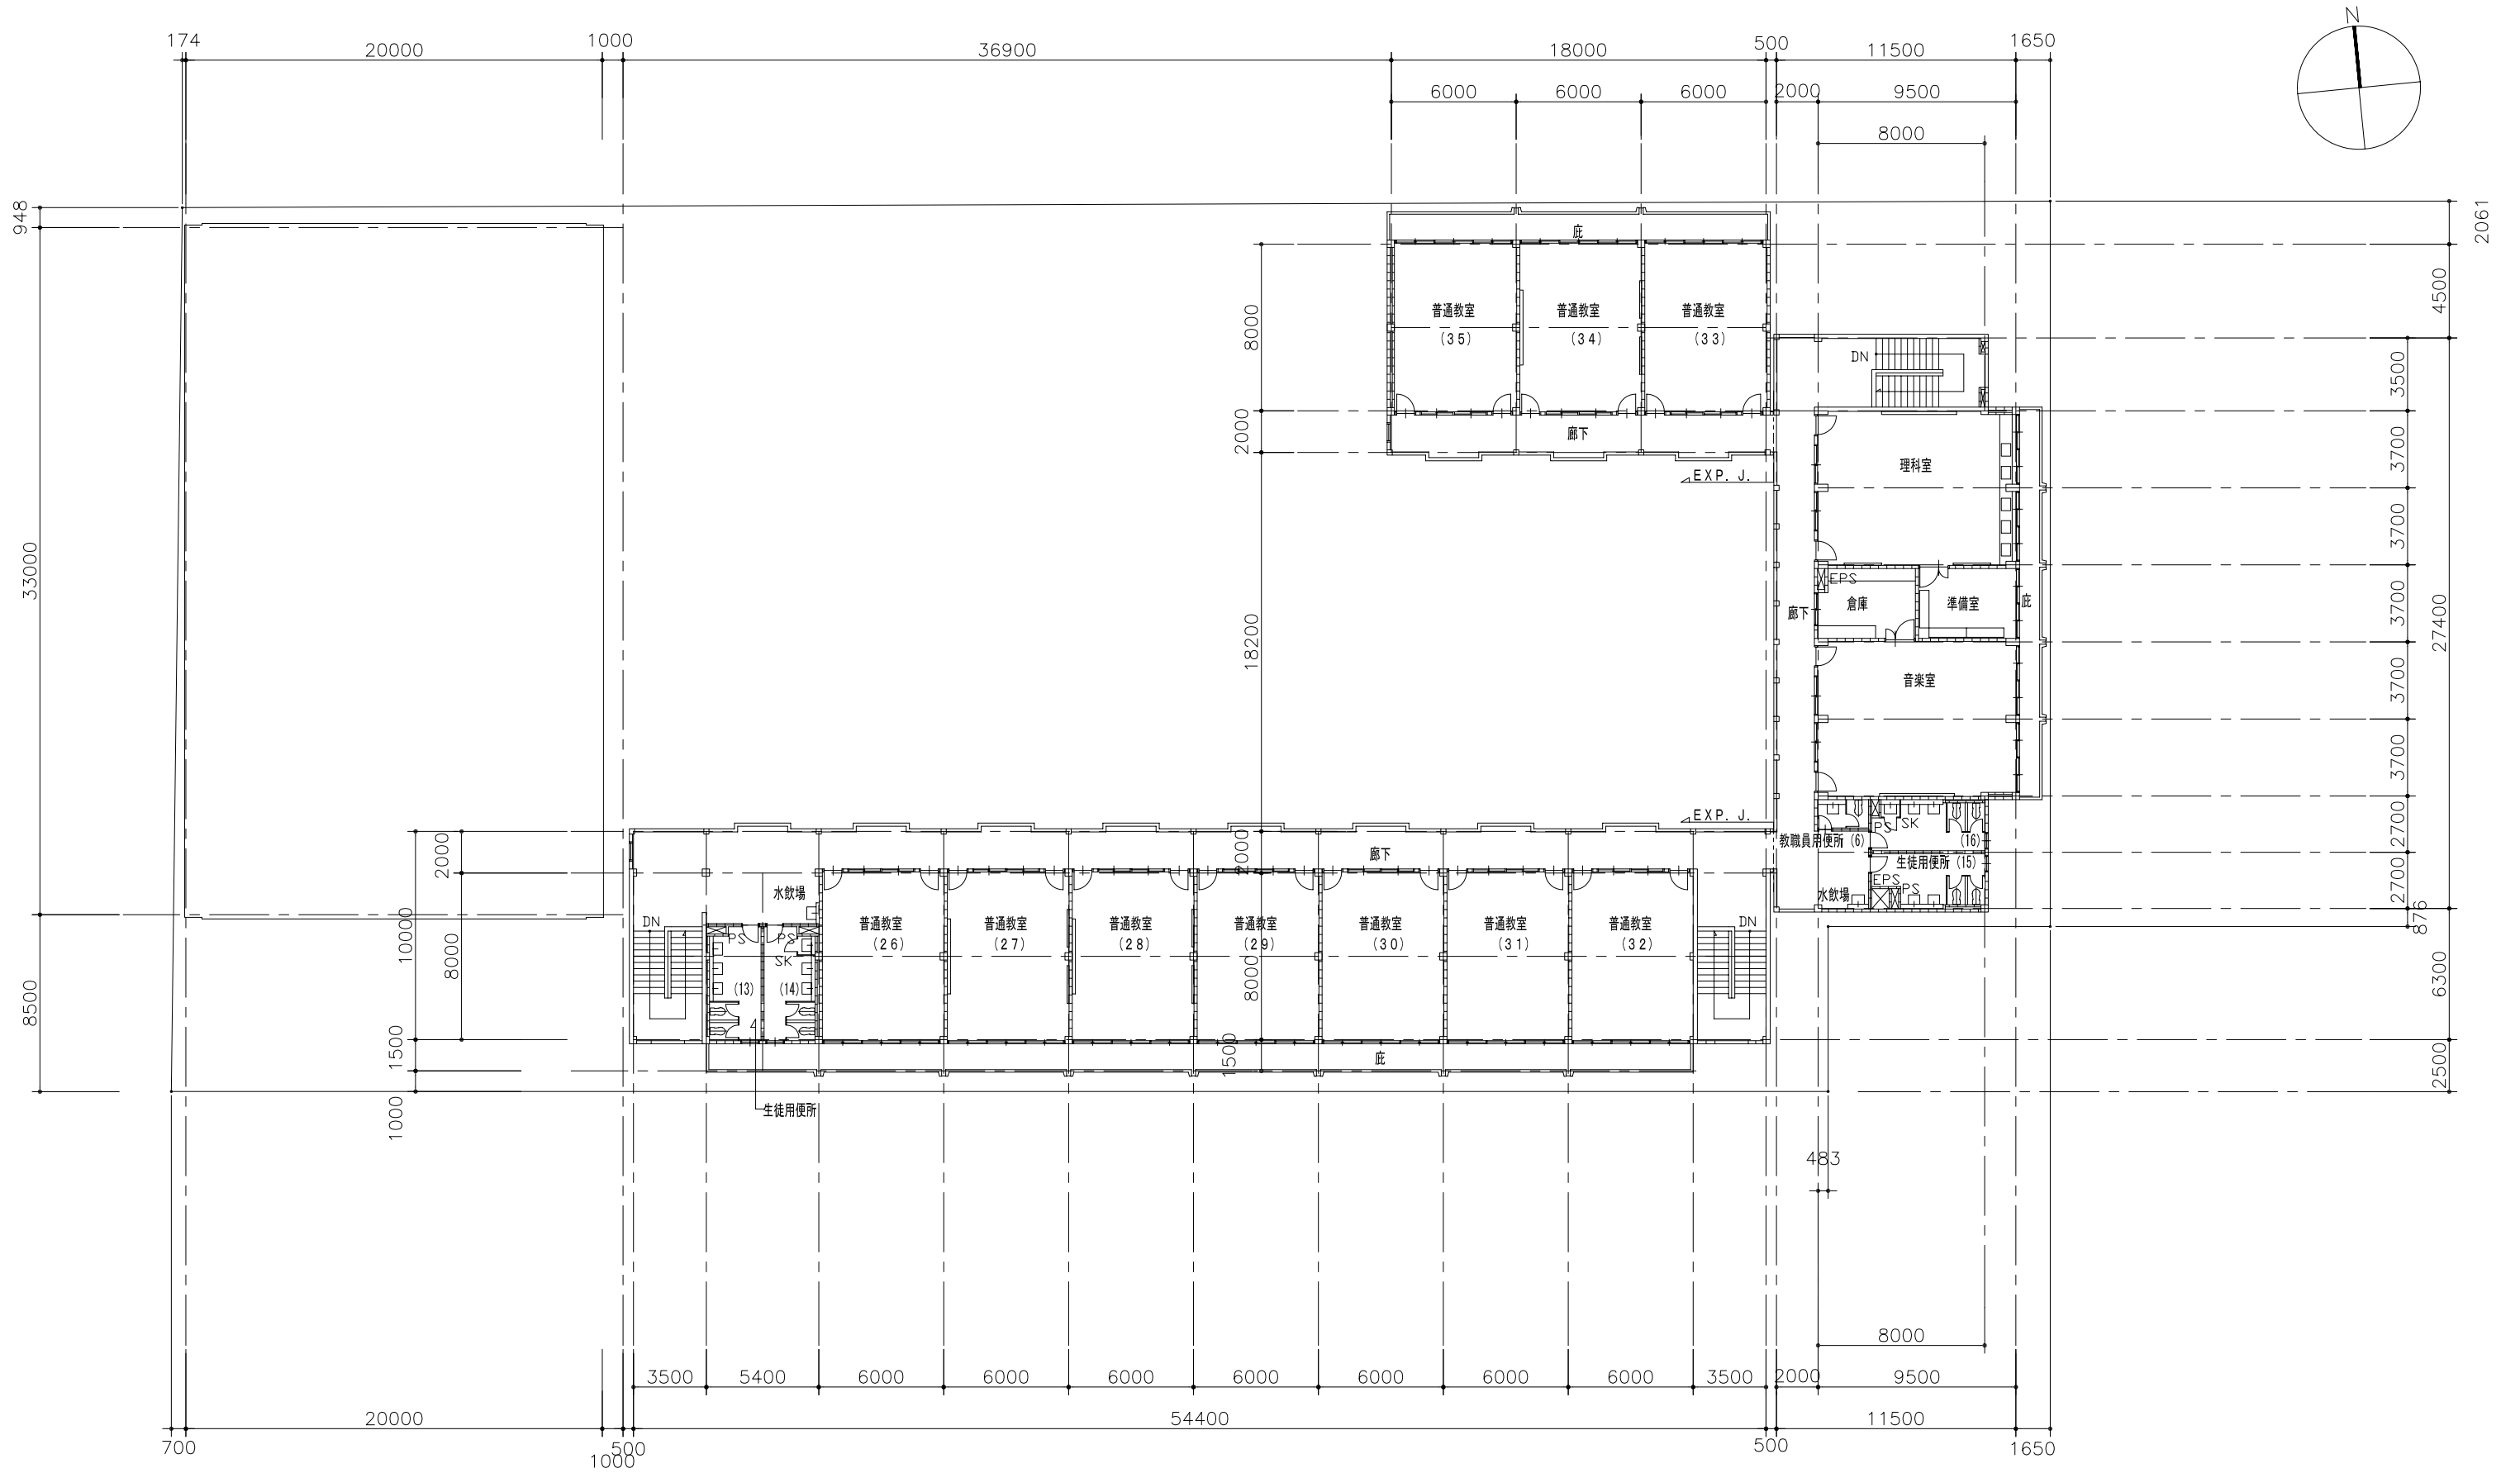 N
174
20000
1000
36900
18000
500
11500
1650
6000
6000
6000
2000
9500
8000
948
2061
庇
4500
普通教室
(35)
普通教室
(34)
普通教室
(33)
8000
DN
3500
2000
廊下
EXP. J.
理科室
3700
3700
33000
EPS
倉庫
準備室
庇
廊下
3700
27400
18200
音楽室
3700
3700
EXP. J.
PS
SK
教職員用便所 (6)
(16)
2700
生徒用便所 (15)
EPS
PS
水飲場
2700
876
2000
2000
廊下
水飲場
10000
8000
DN
PS
PS
SK
(13)
(14)
普通教室
(26)
普通教室
(27)
普通教室
(28)
普通教室
(29)
普通教室
(30)
普通教室
(31)
普通教室
(32)
DN
8000
8500
6300
1500
1500
庇
2500
1000
生徒用便所
483
8000
3500
5400
6000
6000
6000
6000
6000
6000
6000
3500
2000
9500
20000
54400
11500
700
1000
500
500
1650